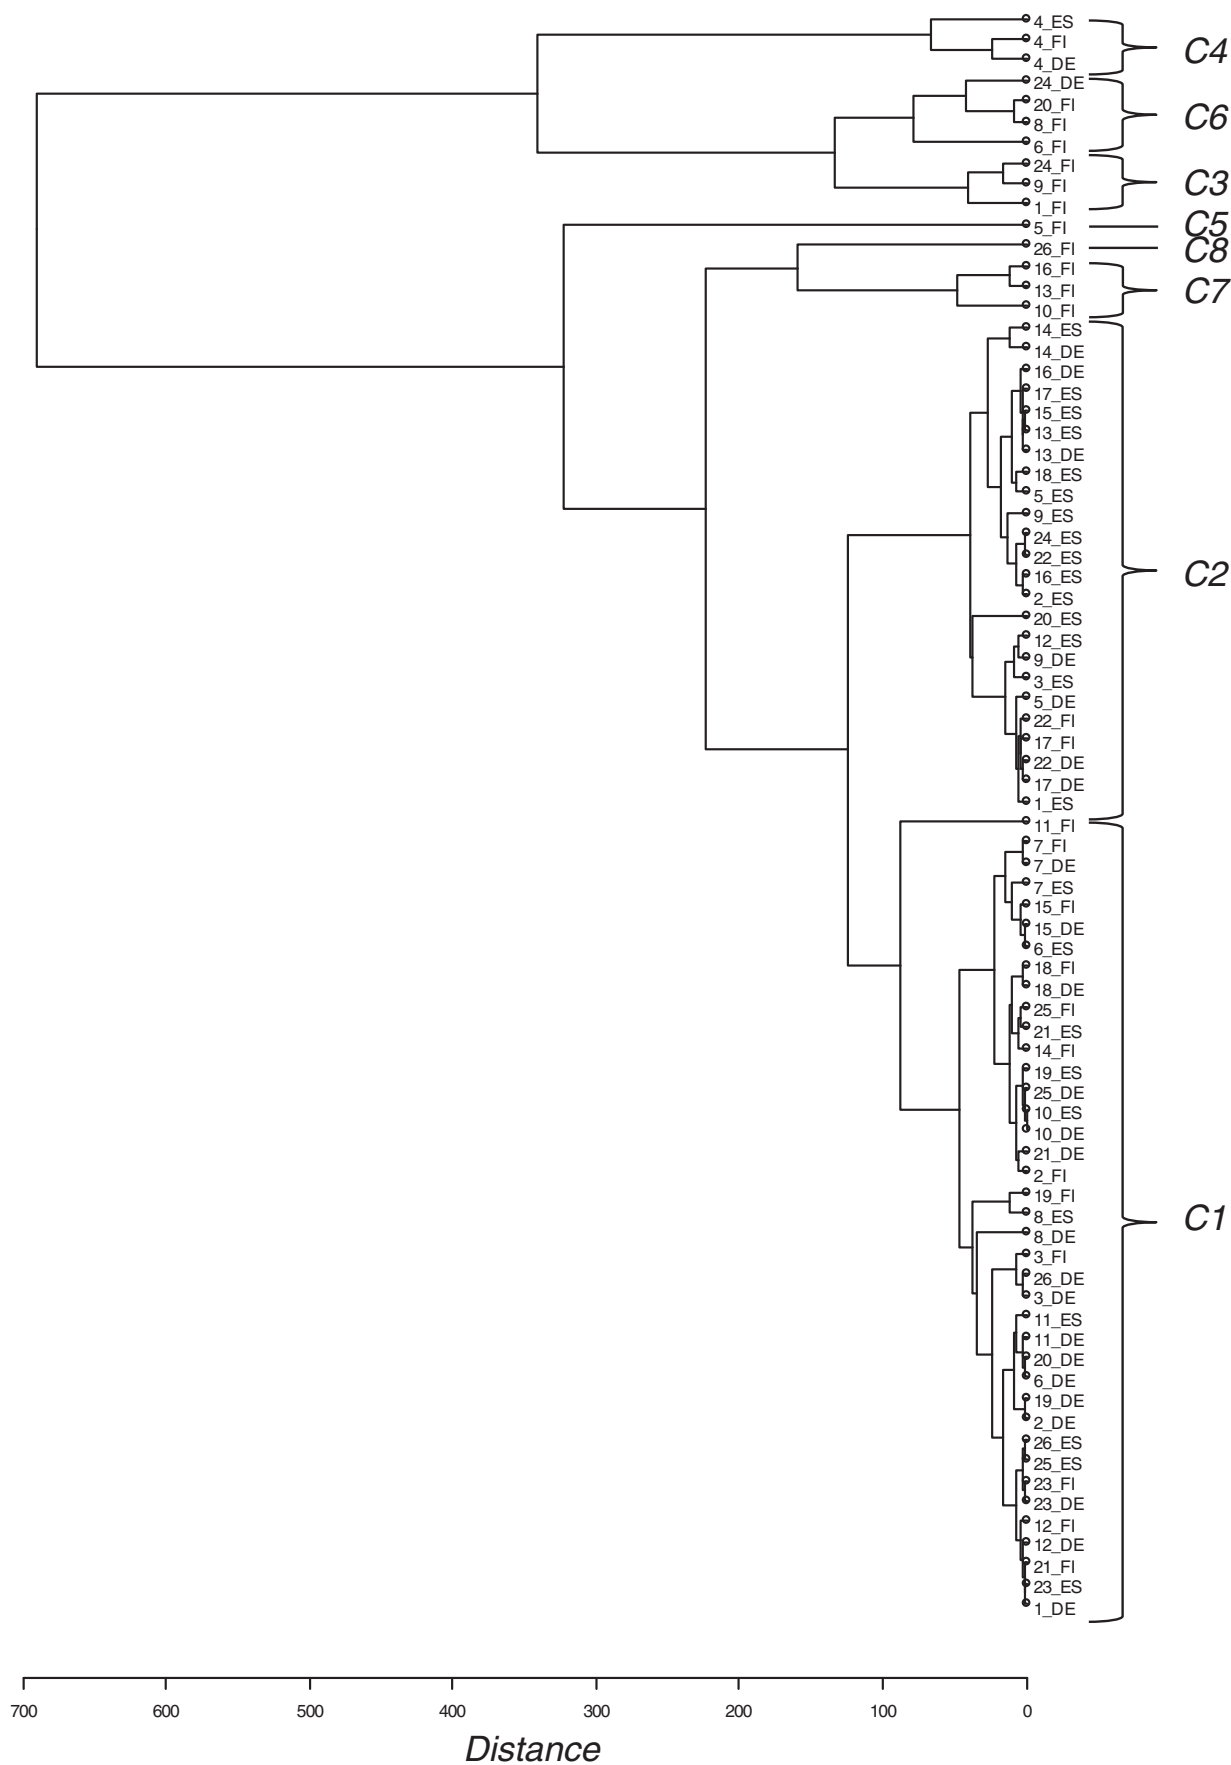 4_ES
4_FI
4_DE
C4
24_DE
20_FI
8_FI
6_FI
C6
24_FI
9_FI
1_FI
C3
5_FI
C5
26_FI
C8
16_FI
13_FI
10_FI
C7
14_ES
14_DE
16_DE
17_ES
15_ES
13_ES
13_DE
18_ES
5_ES
9_ES
24_ES
22_ES
16_ES
2_ES
20_ES
12_ES
9_DE
3_ES
5_DE
22_FI
17_FI
22_DE
17_DE
1_ES
C2
11_FI
7_FI
7_DE
7_ES
15_FI
15_DE
6_ES
18_FI
18_DE
25_FI
21_ES
14_FI
19_ES
25_DE
10_ES
10_DE
21_DE
2_FI
19_FI
8_ES
8_DE
3_FI
26_DE
3_DE
11_ES
11_DE
20_DE
6_DE
19_DE
2_DE
26_ES
25_ES
23_FI
23_DE
12_FI
12_DE
21_FI
23_ES
1_DE
C1
700 600 500 400 300 200 100 0
Distance